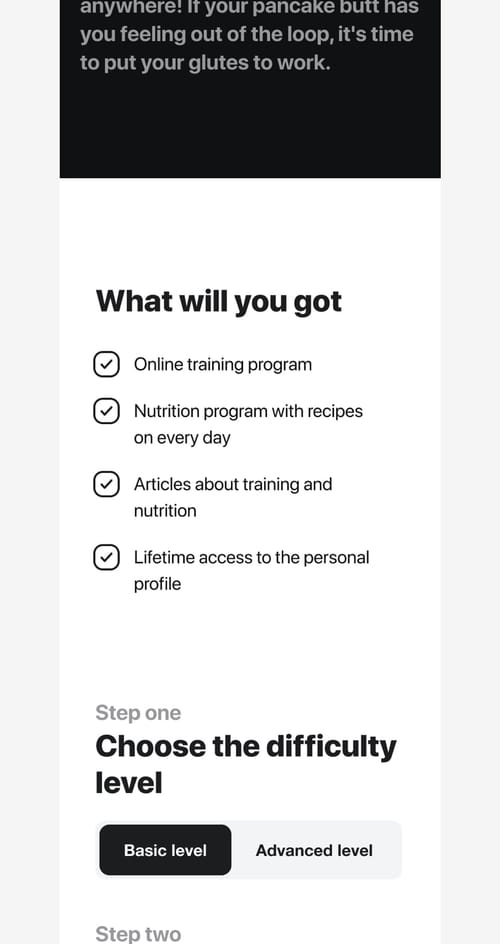 anywhere! If your pancake butt has
you feeling out of the loop, it's time
to put your glutes to work.
What will you got
Online training program
Nutrition program with recipes
on every day
Articles about training and
nutrition
Lifetime access to the personal
profile
Step one
Choose the difficulty
level
Basic level
Advanced level
Step two